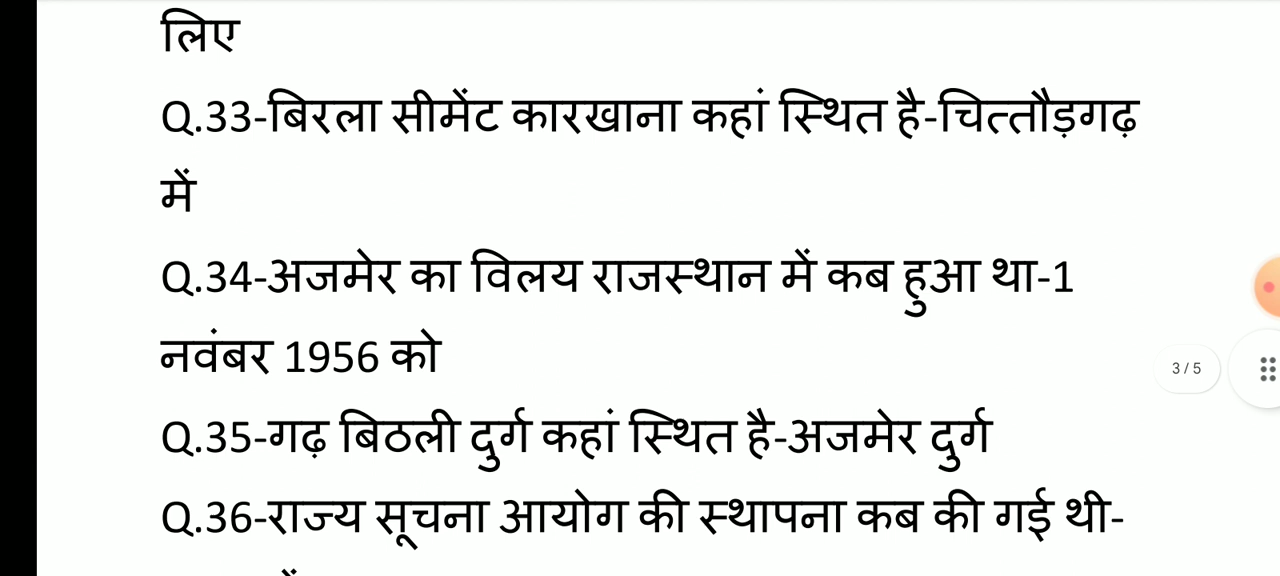 लिए
Q.33-बिरला सीमेंट कारखाना कहां स्थित है-चित्तौड़गढ़
में
Q.34-अजमेर का विलय राजस्थान में कब हुआ था-1
नवंबर 1956 को
3 / 5
Q.35-गढ़ बिठली दुर्ग कहां स्थित है-अजमेर दुर्ग
Q.36-राज्य सूचना आयोग की स्थापना कब की गई थी-